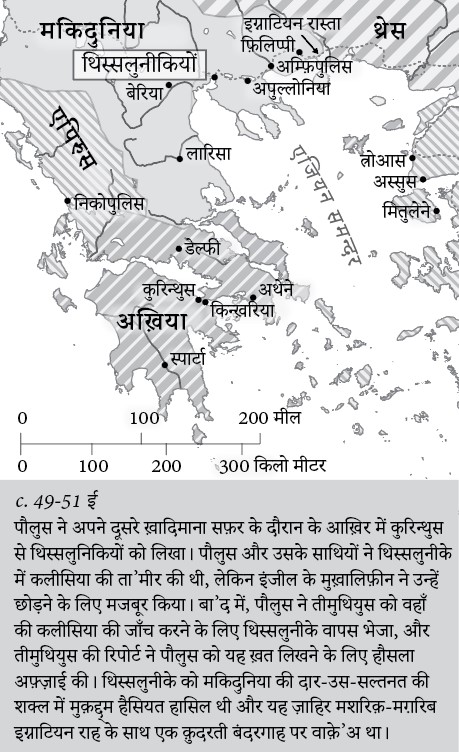 मकिदुनिया
इग्नाटियन रास्ता
थ्रेस
फ़िलिप्पी
थिस्सलुनीकियों
अम्फ़िपुलिस
बेरिया
अपुल्लोनिया
एपिरुस
लारिसा
एजियन समन्दर
त्रोआस
अस्सुस
मितुलेने
निकोपुलिस
डेल्फी
कुरिन्थुस
अथेने
किन्ख़रिया
अख़िया
स्पार्टा
0 100 200 मील
0 100 200 300 किलो मीटर
c. 49-51 ई
पौलुस ने अपने दूसरे ख़ादिमाना सफ़र के दौरान के आख़िर में कुरिन्थुस
से थिस्सलुनिकियों को लिखा। पौलुस और उसके साथियों ने थिस्सलुनीके
में कलीसिया की ता’मीर की थी, लेकिन इंजील के मुख़ालिफ़ीन ने उन्हें
छोड़ने के लिए मजबूर किया। बा’द में, पौलुस ने तीमुथियुस को वहाँ
की कलीसिया की जाँच करने के लिए थिस्सलुनीके वापस भेजा, और
तीमुथियुस की रिपोर्ट ने पौलुस को यह ख़त लिखने के लिए हौसला
अफ़्ज़ाई की। थिस्सलुनीके को मकिदुनिया की दार-उस-सल्तनत की
शक्ल में मुक़द्दम हैसियत हासिल थी और यह ज़ाहिर मशरिक़-मग़रिब
इग्नाटियन राह के साथ एक क़ुदरती बंदरगाह पर वाक़े’अ था।